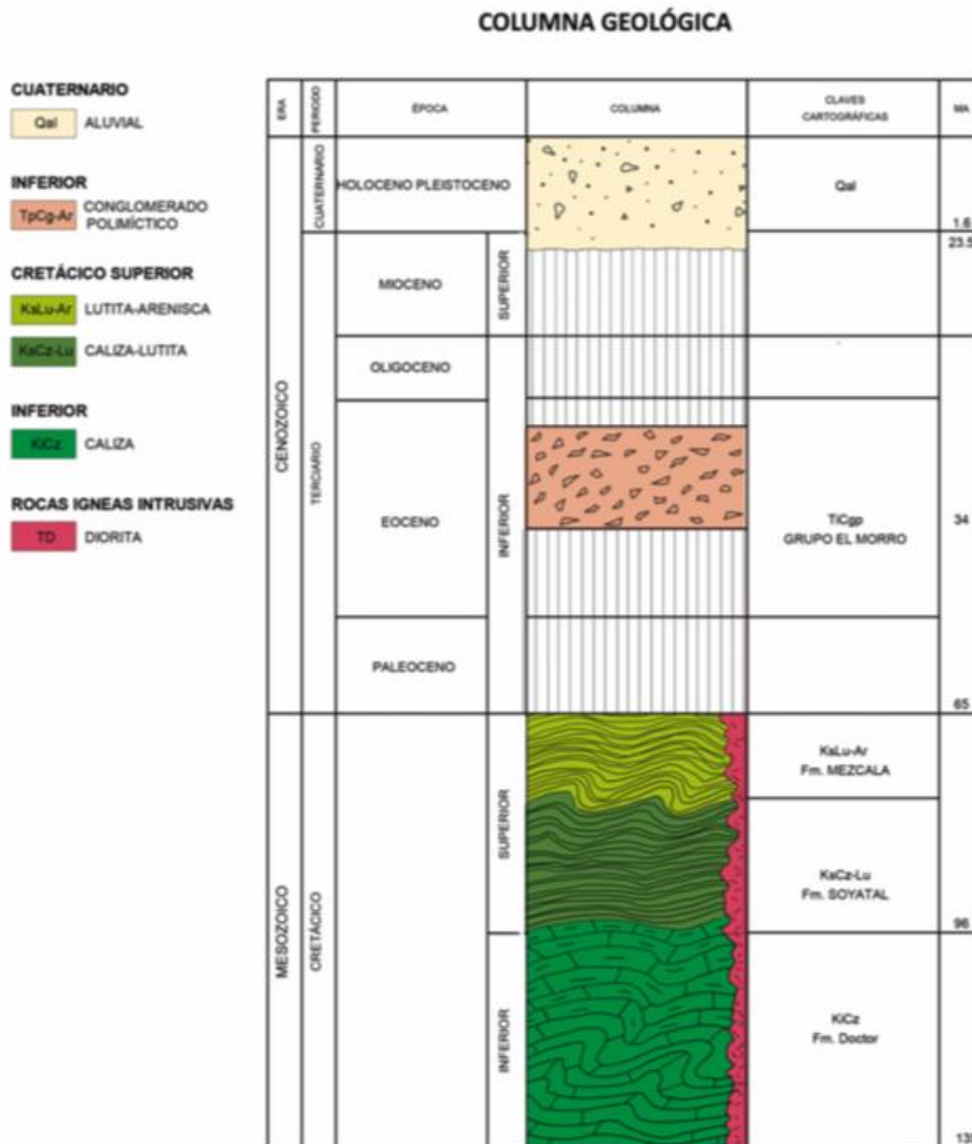 COLUMNA GEOLÓGICA
CUATERNARIO
Qal ALUVIAL
INFERIOR
TpCg-Ar CONGLOMERADO
POLIMÍCTICO
CRETÁCICO SUPERIOR
KsLu-Ar LUTITA-ARENISCA
KsCz-Lu CALIZA-LUTITA
INFERIOR
KiCz CALIZA
ROCAS IGNEAS INTRUSIVAS
TD DIORITA
ERA
PERIODO
ÉPOCA
COLUMNA
CLAVES
CARTOGRÁFICAS
MA
CENOZOICO
CUATERNARIO
HOLOCENO PLEISTOCENO
Qal
1.6
TERCIARIO
MIOCENO
SUPERIOR
23.5
OLIGOCENO
EOCENO
INFERIOR
TiCgp
GRUPO EL MORRO
34
PALEOCENO
65
MESOZOICO
CRETÁCICO
SUPERIOR
KsLu-Ar
Fm. MEZCALA
KsCz-Lu
Fm. SOYATAL
96
INFERIOR
KiCz
Fm. Doctor